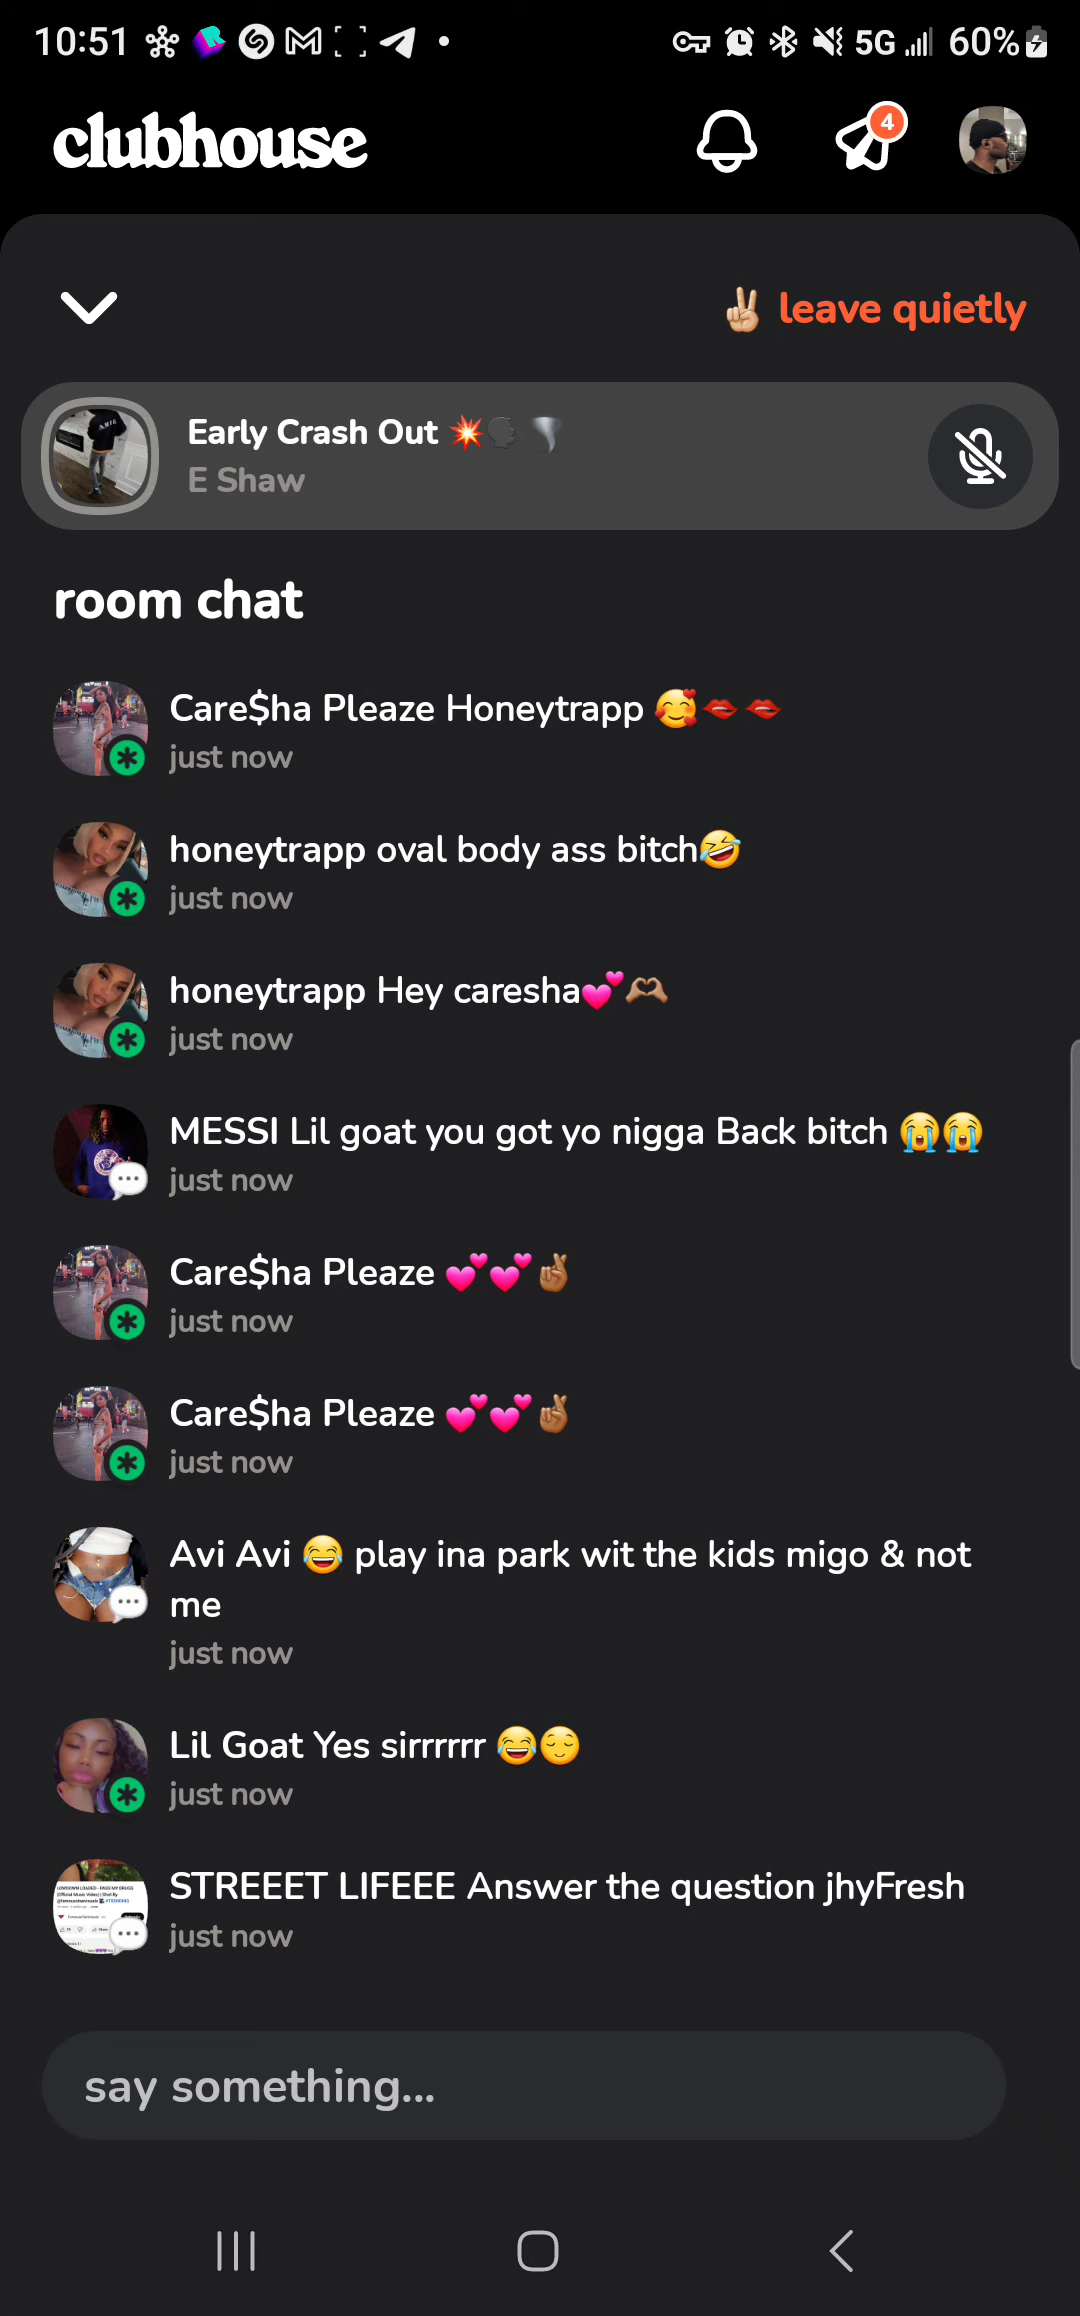 10:51
5G
60%
clubhouse
4
✌🏼 leave quietly
Early Crash Out 💥🗣️🌪️
E Shaw
room chat
Care$ha Pleaze Honeytrapp 🥰💋💋
just now
honeytrapp oval body ass bitch🤣
just now
honeytrapp Hey caresha💕🫶🏽
just now
MESSI Lil goat you got yo nigga Back bitch 😭😭
just now
Care$ha Pleaze 💕💕🤞🏾
just now
Care$ha Pleaze 💕💕🤞🏾
just now
Avi Avi 😂 play ina park wit the kids migo & not
me
just now
Lil Goat Yes sirrrrrr 😂😌
just now
STREEET LIFEEE Answer the question jhyFresh
just now
say something...